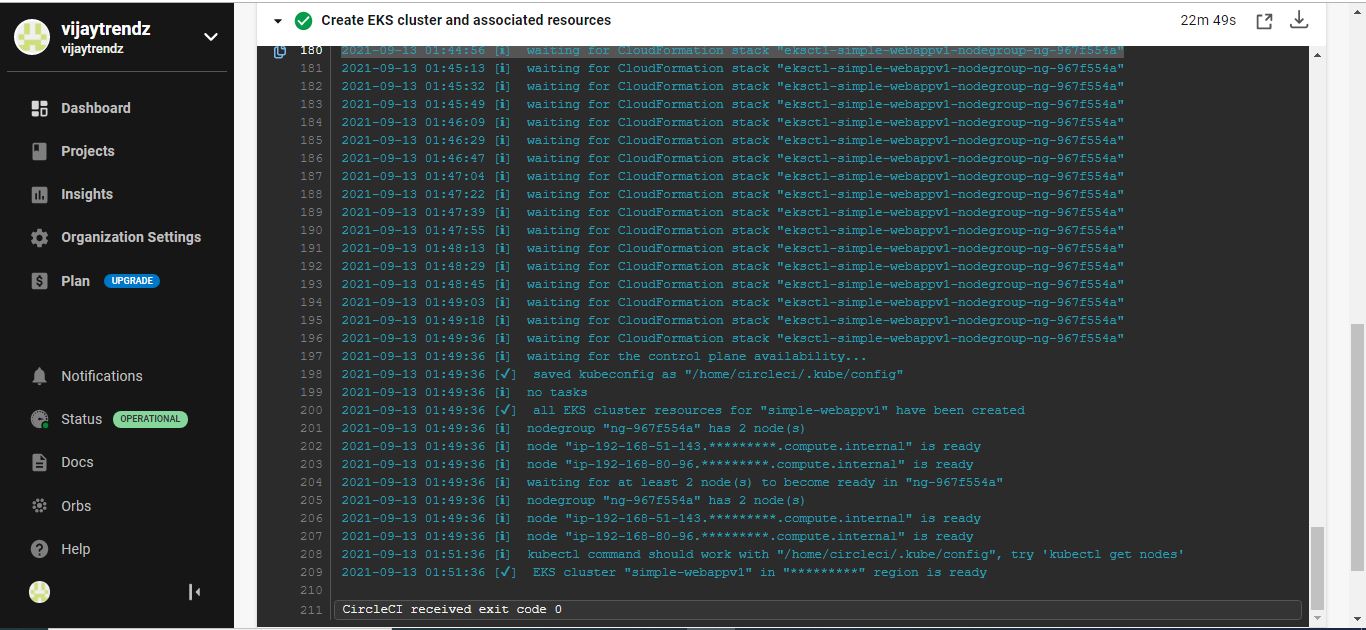 vijaytrendz
vijaytrendz
Dashboard
Projects
Insights
Organization Settings
Plan UPGRADE
Notifications
Status OPERATIONAL
Docs
Orbs
Help
Create EKS cluster and associated resources 22m 49s
180 2021-09-13 01:44:56 [i] waiting for CloudFormation stack "eksctl-simple-webappv1-nodegroup-ng-967f554a"
181 2021-09-13 01:45:13 [i] waiting for CloudFormation stack "eksctl-simple-webappv1-nodegroup-ng-967f554a"
182 2021-09-13 01:45:32 [i] waiting for CloudFormation stack "eksctl-simple-webappv1-nodegroup-ng-967f554a"
183 2021-09-13 01:45:49 [i] waiting for CloudFormation stack "eksctl-simple-webappv1-nodegroup-ng-967f554a"
184 2021-09-13 01:46:09 [i] waiting for CloudFormation stack "eksctl-simple-webappv1-nodegroup-ng-967f554a"
185 2021-09-13 01:46:29 [i] waiting for CloudFormation stack "eksctl-simple-webappv1-nodegroup-ng-967f554a"
186 2021-09-13 01:46:47 [i] waiting for CloudFormation stack "eksctl-simple-webappv1-nodegroup-ng-967f554a"
187 2021-09-13 01:47:04 [i] waiting for CloudFormation stack "eksctl-simple-webappv1-nodegroup-ng-967f554a"
188 2021-09-13 01:47:22 [i] waiting for CloudFormation stack "eksctl-simple-webappv1-nodegroup-ng-967f554a"
189 2021-09-13 01:47:39 [i] waiting for CloudFormation stack "eksctl-simple-webappv1-nodegroup-ng-967f554a"
190 2021-09-13 01:47:55 [i] waiting for CloudFormation stack "eksctl-simple-webappv1-nodegroup-ng-967f554a"
191 2021-09-13 01:48:13 [i] waiting for CloudFormation stack "eksctl-simple-webappv1-nodegroup-ng-967f554a"
192 2021-09-13 01:48:29 [i] waiting for CloudFormation stack "eksctl-simple-webappv1-nodegroup-ng-967f554a"
193 2021-09-13 01:48:45 [i] waiting for CloudFormation stack "eksctl-simple-webappv1-nodegroup-ng-967f554a"
194 2021-09-13 01:49:03 [i] waiting for CloudFormation stack "eksctl-simple-webappv1-nodegroup-ng-967f554a"
195 2021-09-13 01:49:18 [i] waiting for CloudFormation stack "eksctl-simple-webappv1-nodegroup-ng-967f554a"
196 2021-09-13 01:49:36 [i] waiting for CloudFormation stack "eksctl-simple-webappv1-nodegroup-ng-967f554a"
197 2021-09-13 01:49:36 [i] waiting for the control plane availability...
198 2021-09-13 01:49:36 [✓] saved kubeconfig as "/home/circleci/.kube/config"
199 2021-09-13 01:49:36 [i] no tasks
200 2021-09-13 01:49:36 [✓] all EKS cluster resources for "simple-webappv1" have been created
201 2021-09-13 01:49:36 [i] nodegroup "ng-967f554a" has 2 node(s)
202 2021-09-13 01:49:36 [i] node "ip-192-168-51-143.*********.compute.internal" is ready
203 2021-09-13 01:49:36 [i] node "ip-192-168-80-96.*********.compute.internal" is ready
204 2021-09-13 01:49:36 [i] waiting for at least 2 node(s) to become ready in "ng-967f554a"
205 2021-09-13 01:49:36 [i] nodegroup "ng-967f554a" has 2 node(s)
206 2021-09-13 01:49:36 [i] node "ip-192-168-51-143.*********.compute.internal" is ready
207 2021-09-13 01:49:36 [i] node "ip-192-168-80-96.*********.compute.internal" is ready
208 2021-09-13 01:51:36 [i] kubectl command should work with "/home/circleci/.kube/config", try 'kubectl get nodes'
209 2021-09-13 01:51:36 [✓] EKS cluster "simple-webappv1" in "*********" region is ready
210
211 CircleCI received exit code 0